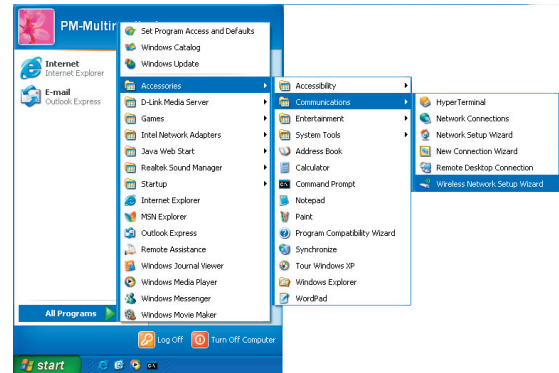 PM-Multi
Internet
Internet Explorer
E-mail
Outlook Express
All Programs
Set Program Access and Defaults
Windows Catalog
Windows Update
Accessories
D-Link Media Server
Games
Intel Network Adapters
Java Web Start
Realtek Sound Manager
Startup
Internet Explorer
MSN Explorer
Outlook Express
Remote Assistance
Windows Journal Viewer
Windows Media Player
Windows Messenger
Windows Movie Maker
Accessibility
Communications
Entertainment
System Tools
Address Book
Calculator
Command Prompt
Notepad
Paint
Program Compatibility Wizard
Synchronize
Tour Windows XP
Windows Explorer
WordPad
HyperTerminal
Network Connections
Network Setup Wizard
New Connection Wizard
Remote Desktop Connection
Wireless Network Setup Wizard
Log Off
Turn Off Computer
start